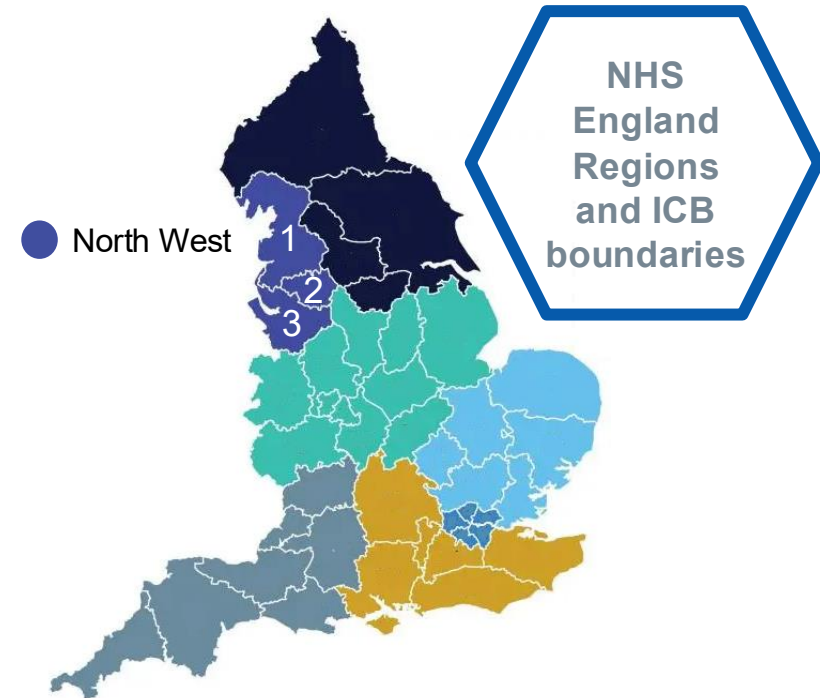 NHS
England
Regions
and ICB
boundaries
North West
1
2
3